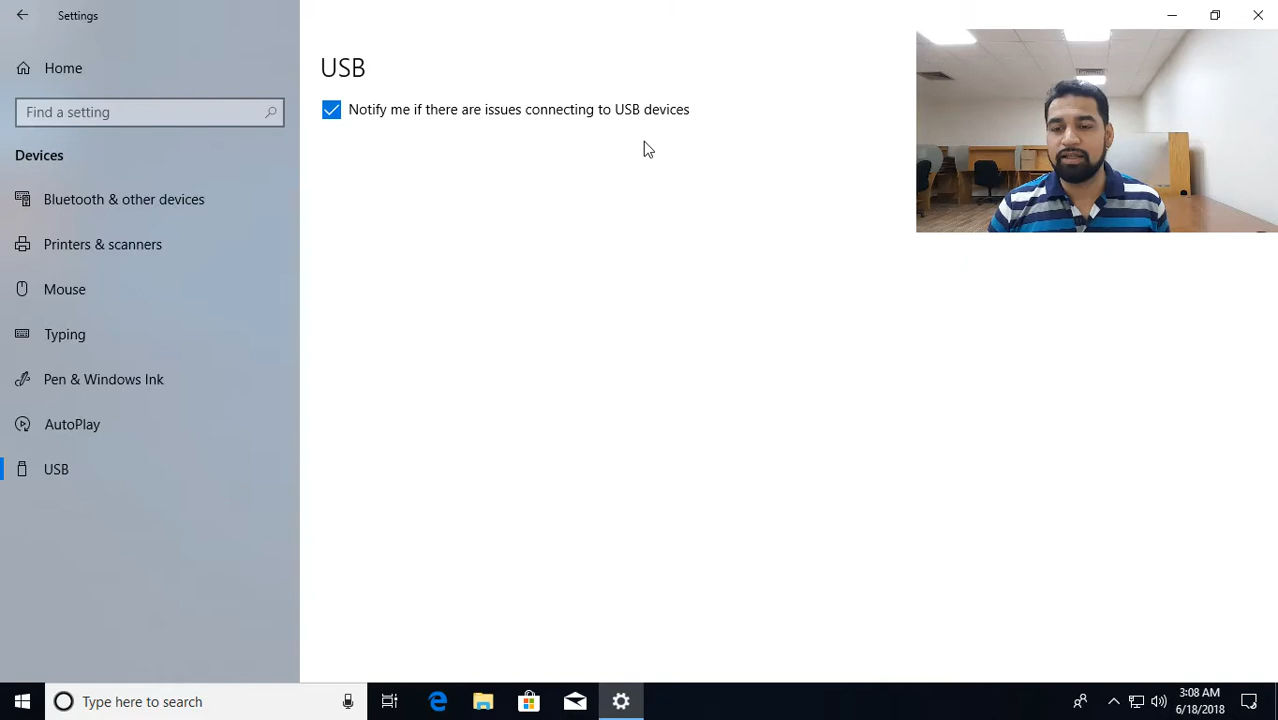 Settings
Home
Find a setting
Devices
Bluetooth & other devices
Printers & scanners
Mouse
Typing
Pen & Windows Ink
AutoPlay
USB
USB
Notify me if there are issues connecting to USB devices
Type here to search
3:08 AM
6/18/2018